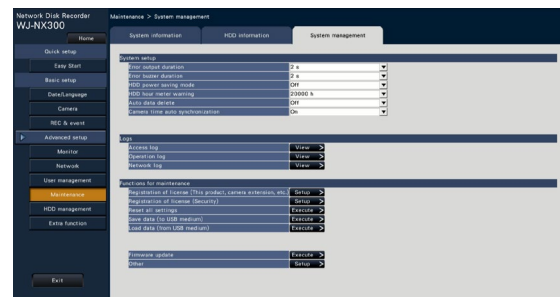 Network Disk Recorder
WJ-NX300
Home
Quick setup
Easy Start
Basic setup
Date/Language
Camera
REC & event
Advanced setup
Monitor
Network
User management
Maintenance
HDD management
Extra function
Exit
Maintenance > System management
System information
HDD information
System management
System setup
Error output duration 2 s
Error buzzer duration 2 s
HDD power saving mode Off
HDD hour meter warning 20000 h
Auto data delete Off
Camera time auto synchronization On
Logs
Access log View >
Operation log View >
Network log View >
Functions for maintenance
Registration of license (This product, camera extension, etc.) Setup >
Registration of license (Security) Setup >
Reset all settings Execute >
Save data (to USB medium) Execute >
Load data (from USB medium) Execute >
Firmware update Execute >
Other Setup >